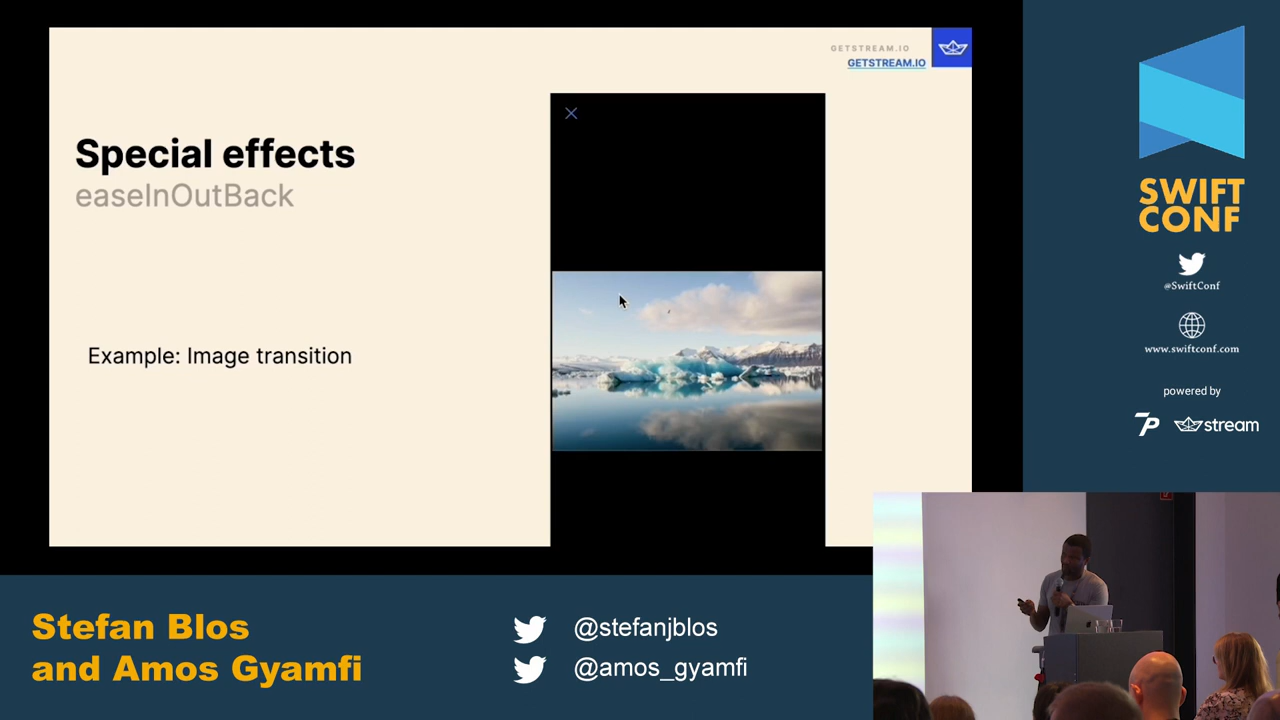 GETSTREAM.IO
GETSTREAM.IO
Special effects
easeInOutBack
Example: Image transition
SWIFT
CONF
@SwiftConf
www.swiftconf.com
powered by
7P
stream
Stefan Blos
and Amos Gyamfi
@stefanjblos
@amos_gyamfi